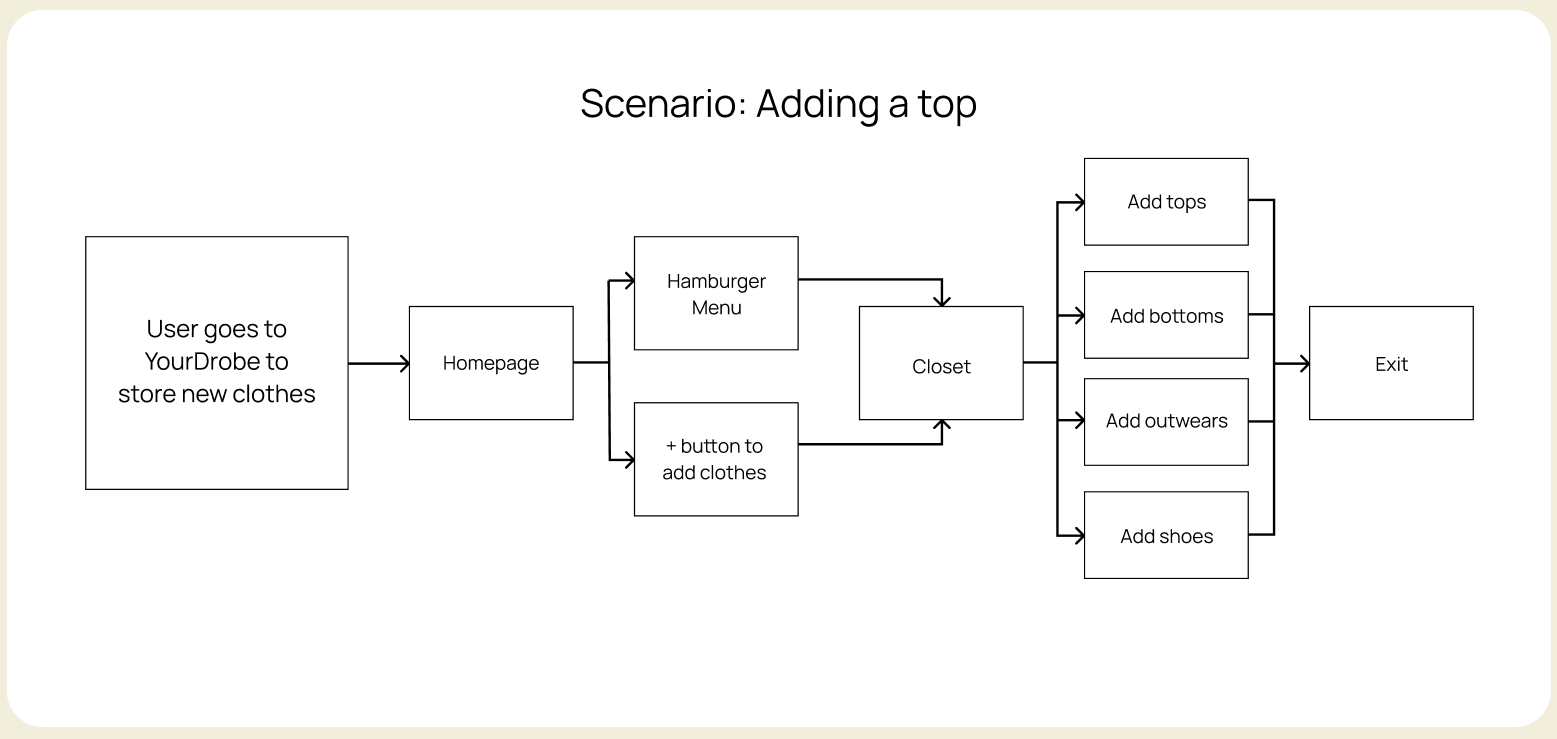 Scenario: Adding a top
User goes to
YourDrobe to
store new clothes
Homepage
Hamburger
Menu
+ button to
add clothes
Closet
Add tops
Add bottoms
Add outwears
Add shoes
Exit